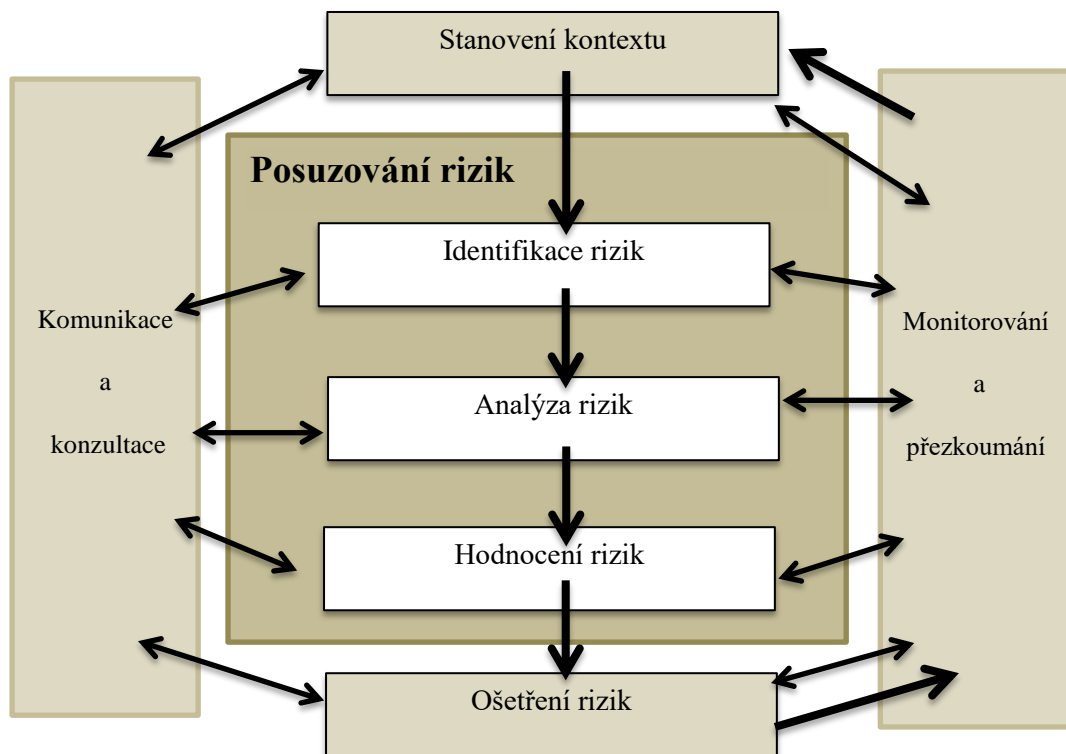 Stanovení kontextu
Posuzování rizik
Identifikace rizik
Komunikace
a
konzultace
Monitorování
a
přezkoumání
Analýza rizik
Hodnocení rizik
Ošetření rizik